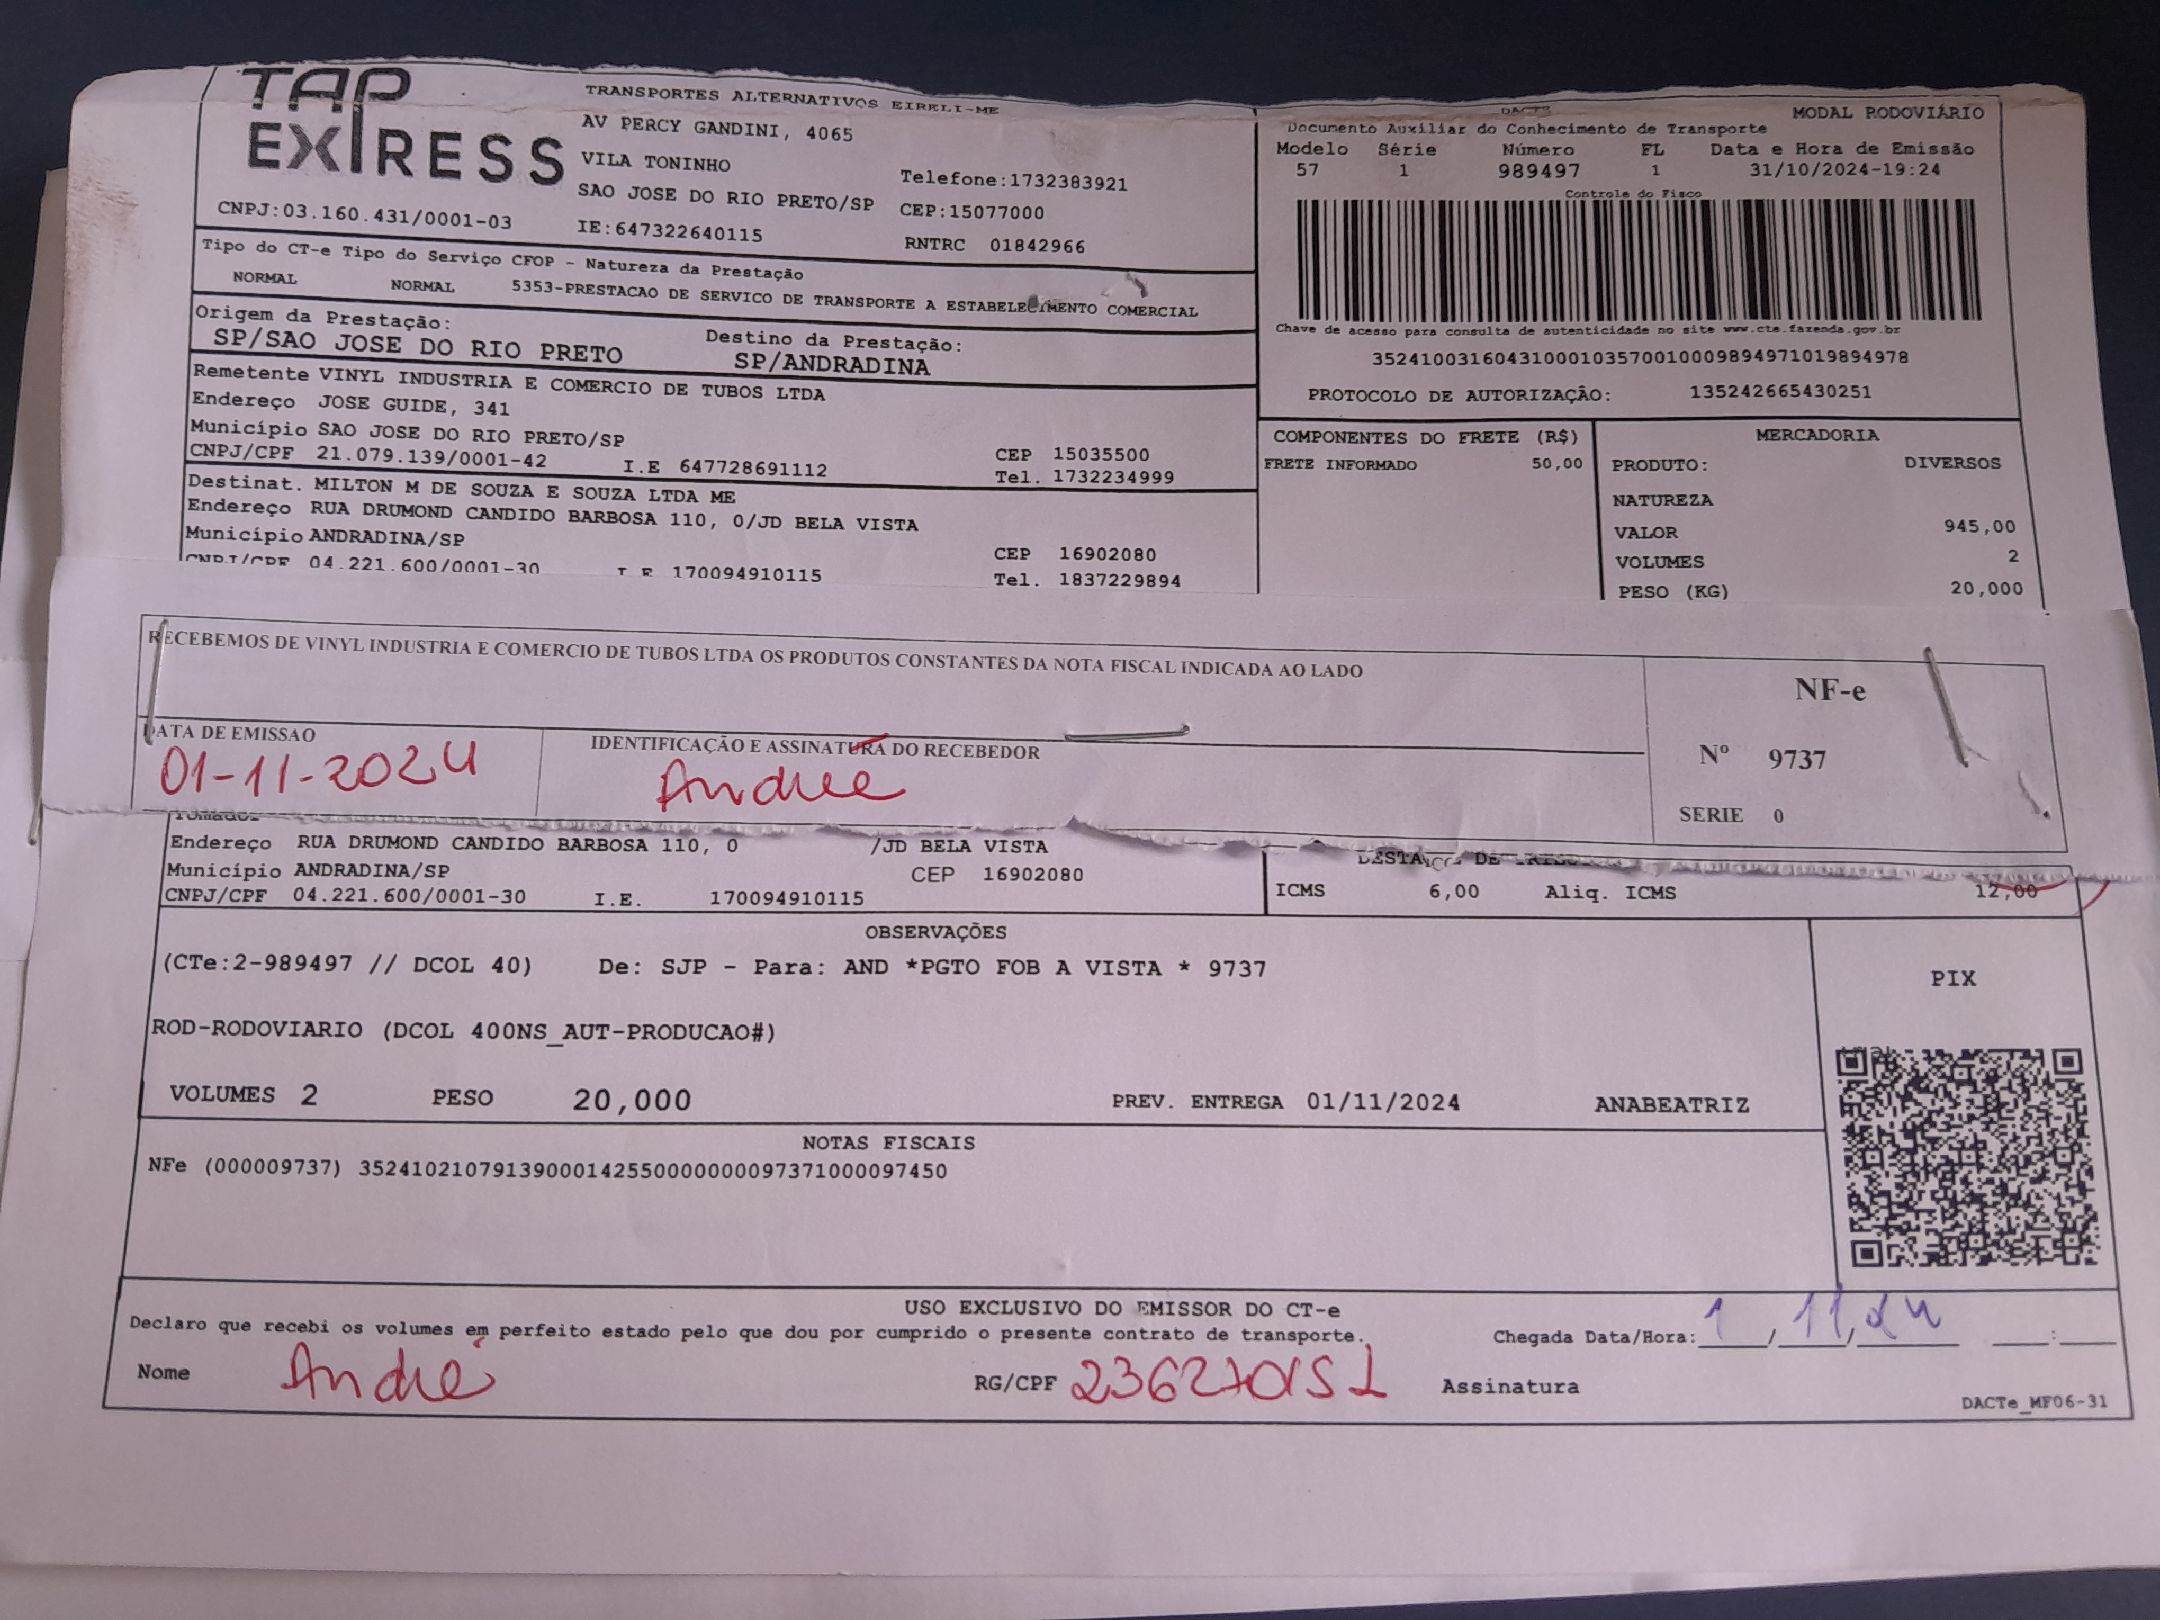 TAP
EXPRESS
TRANSPORTES ALTERNATIVOS EIRELI-ME
AV PERCY GANDINI, 4065
VILA TONINHO
Telefone:1732383921
SAO JOSE DO RIO PRETO/SP CEP:15077000
CNPJ:03.160.431/0001-03
IE:647322640115
RNTRC 01842966
DACTE
MODAL RODOVIÁRIO
Documento Auxiliar do Conhecimento de Transporte
Modelo Série Número FL Data e Hora de Emissão
57 1 989497 1 31/10/2024-19:24
Controle do Fisco
Chave de acesso para consulta de autenticidade no site www.cte.fazenda.gov.br
35241003160431000103570010009894971019894978
PROTOCOLO DE AUTORIZAÇÃO: 135242665430251
Tipo do CT-e Tipo do Serviço CFOP - Natureza da Prestação
NORMAL NORMAL 5353-PRESTACAO DE SERVICO DE TRANSPORTE A ESTABELECIMENTO COMERCIAL
Origem da Prestação: Destino da Prestação:
SP/SAO JOSE DO RIO PRETO SP/ANDRADINA
Remetente VINYL INDUSTRIA E COMERCIO DE TUBOS LTDA
Endereço JOSE GUIDE, 341
Município SAO JOSE DO RIO PRETO/SP CEP 15035500
CNPJ/CPF 21.079.139/0001-42 I.E 647728691112 Tel. 1732234999
Destinat. MILTON M DE SOUZA E SOUZA LTDA ME
Endereço RUA DRUMOND CANDIDO BARBOSA 110, 0/JD BELA VISTA
Município ANDRADINA/SP CEP 16902080
CNPJ/CPF 04.221.600/0001-30 I.E 170094910115 Tel. 1837229894
COMPONENTES DO FRETE (R$)
FRETE INFORMADO 50,00
MERCADORIA
PRODUTO: DIVERSOS
NATUREZA
VALOR 945,00
VOLUMES 2
PESO (KG) 20,000
RECEBEMOS DE VINYL INDUSTRIA E COMERCIO DE TUBOS LTDA OS PRODUTOS CONSTANTES DA NOTA FISCAL INDICADA AO LADO
DATA DE EMISSAO
01-11-2024
IDENTIFICAÇÃO E ASSINATURA DO RECEBEDOR
André
NF-e
Nº 9737
SERIE 0
Tomador
Endereço RUA DRUMOND CANDIDO BARBOSA 110, 0 /JD BELA VISTA
Município ANDRADINA/SP CEP 16902080
CNPJ/CPF 04.221.600/0001-30 I.E. 170094910115
ICMS 6,00 Aliq. ICMS 12,00
OBSERVAÇÕES
(CTe:2-989497 // DCOL 40) De: SJP - Para: AND *PGTO FOB A VISTA * 9737
ROD-RODOVIARIO (DCOL 400NS_AUT-PRODUCAO#)
VOLUMES 2 PESO 20,000 PREV. ENTREGA 01/11/2024 ANABEATRIZ
PIX
NOTAS FISCAIS
NFe (000009737) 35241021079139000142550000000097371000097450
USO EXCLUSIVO DO EMISSOR DO CT-e
Declaro que recebi os volumes em perfeito estado pelo que dou por cumprido o presente contrato de transporte.
Chegada Data/Hora: 1 / 11 / 24 :
Nome André RG/CPF Assinatura
DACTe_MF06-31